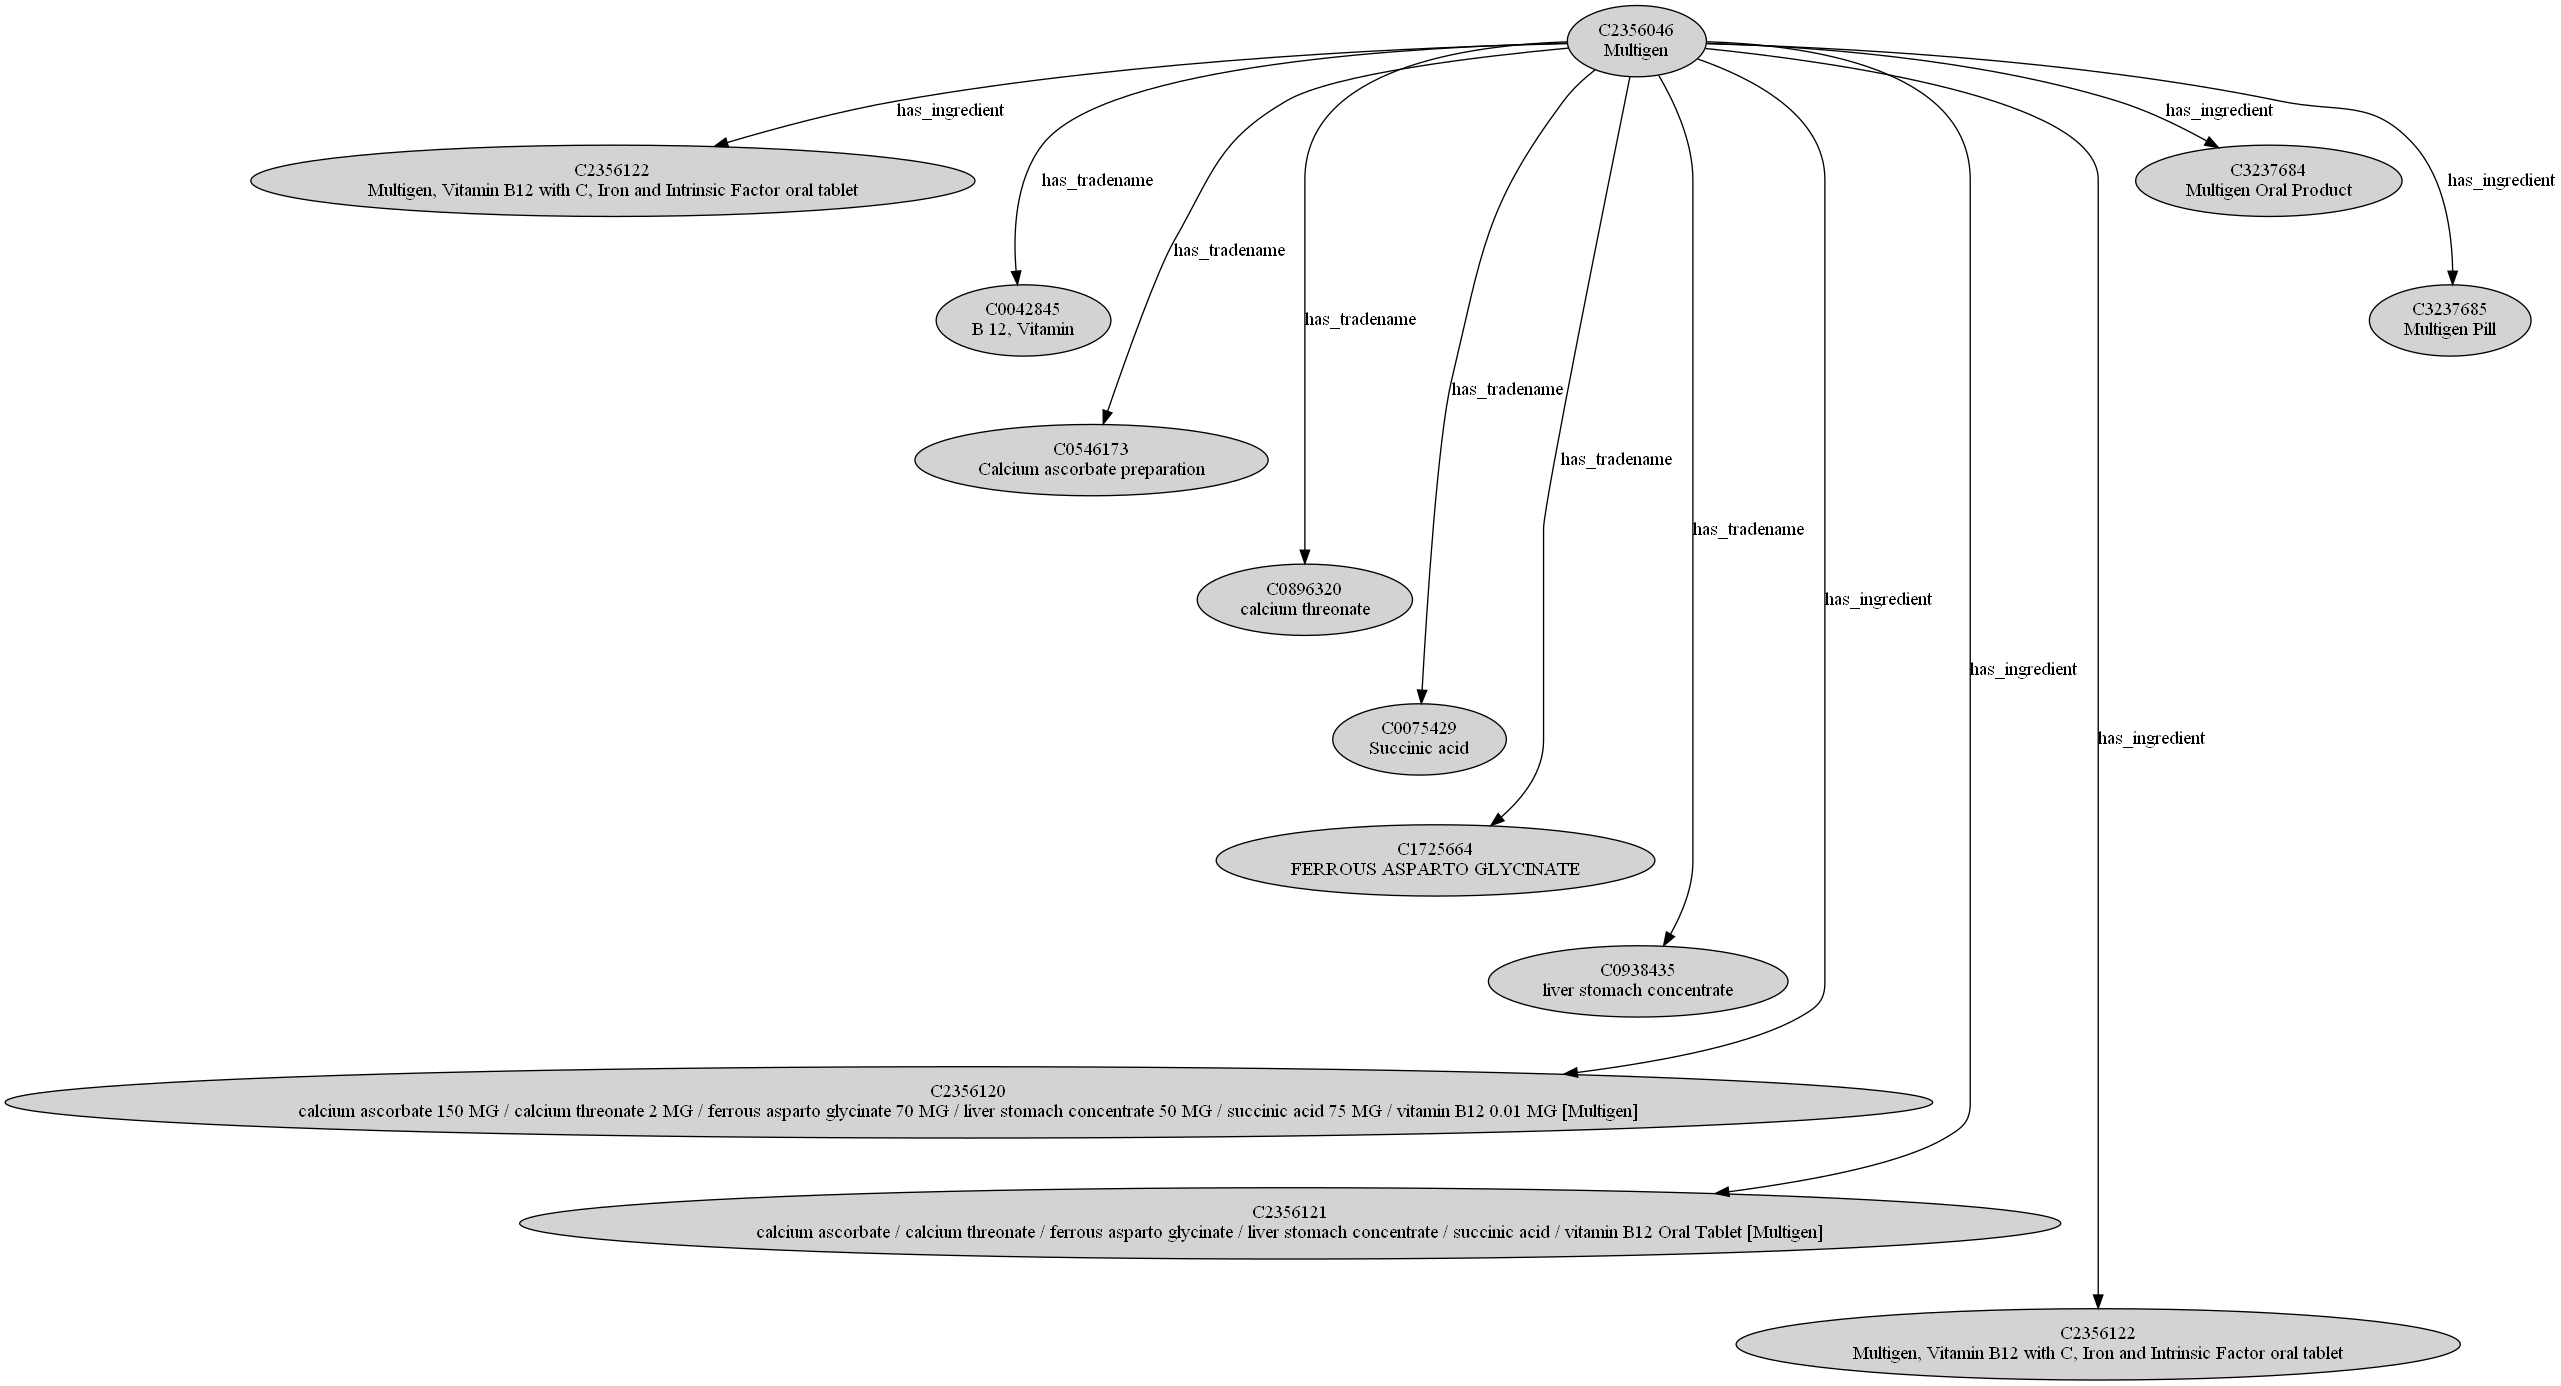 C2356046
Multigen
has_ingredient
has_ingredient
C2356122
Multigen, Vitamin B12 with C, Iron and Intrinsic Factor oral tablet
has_tradename
C3237684
Multigen Oral Product
has_ingredient
has_tradename
C0042845
B 12, Vitamin
has_tradename
C3237685
Multigen Pill
has_tradename
C0546173
Calcium ascorbate preparation
has_tradename
has_tradename
C0896320
calcium threonate
has_ingredient
has_ingredient
C0075429
Succinic acid
has_ingredient
C1725664
FERROUS ASPARTO GLYCINATE
C0938435
liver stomach concentrate
C2356120
calcium ascorbate 150 MG / calcium threonate 2 MG / ferrous asparto glycinate 70 MG / liver stomach concentrate 50 MG / succinic acid 75 MG / vitamin B12 0.01 MG [Multigen]
C2356121
calcium ascorbate / calcium threonate / ferrous asparto glycinate / liver stomach concentrate / succinic acid / vitamin B12 Oral Tablet [Multigen]
C2356122
Multigen, Vitamin B12 with C, Iron and Intrinsic Factor oral tablet